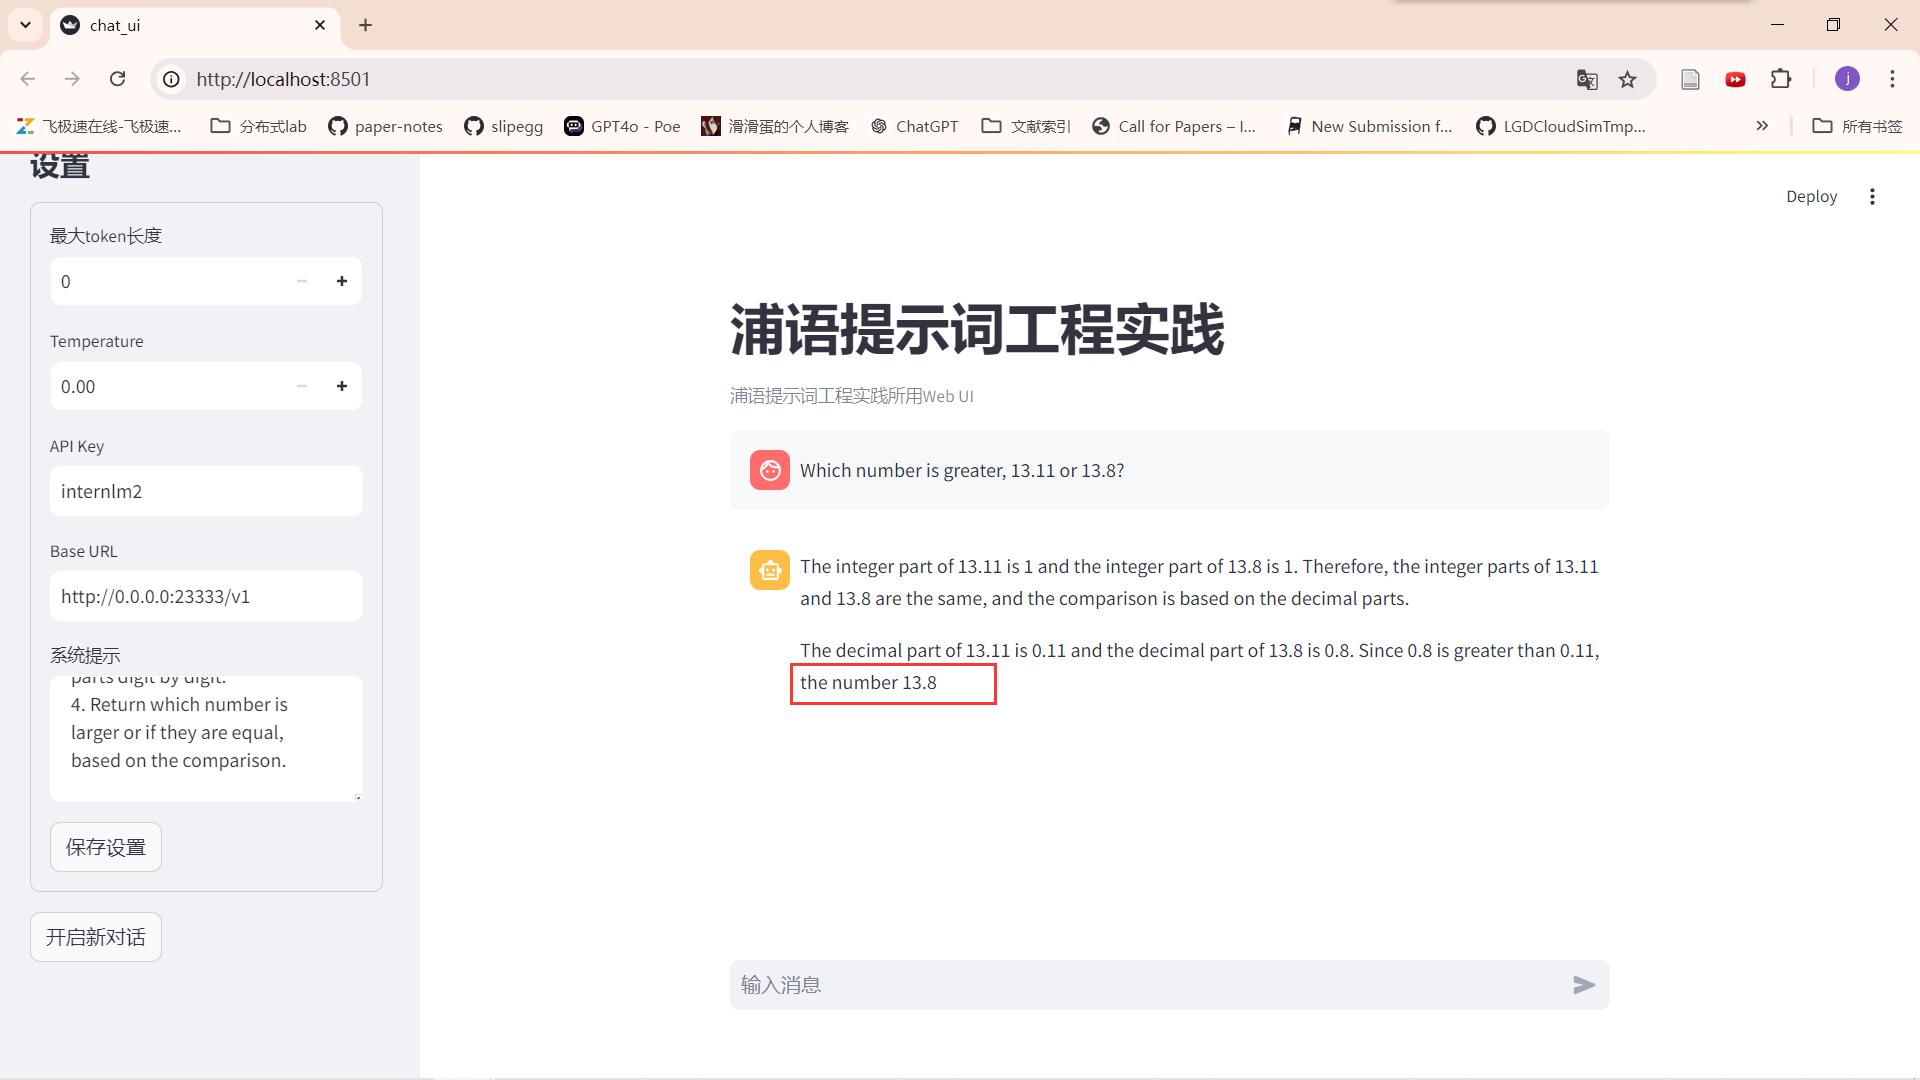 chat_ui
http://localhost:8501
飞极速在线-飞极速...
分布式lab
paper-notes
slipegg
GPT4o - Poe
滑滑蛋的个人博客
ChatGPT
文献索引
Call for Papers – I...
New Submission f...
LGDCloudSimTmp...
所有书签
设置
Deploy
最大token长度
0
Temperature
0.00
API Key
internlm2
Base URL
http://0.0.0.0:23333/v1
系统提示
parts digit by digit.
4. Return which number is
larger or if they are equal,
based on the comparison.
保存设置
开启新对话
浦语提示词工程实践
浦语提示词工程实践所用Web UI
Which number is greater, 13.11 or 13.8?
The integer part of 13.11 is 1 and the integer part of 13.8 is 1. Therefore, the integer parts of 13.11
and 13.8 are the same, and the comparison is based on the decimal parts.
The decimal part of 13.11 is 0.11 and the decimal part of 13.8 is 0.8. Since 0.8 is greater than 0.11,
the number 13.8
输入消息